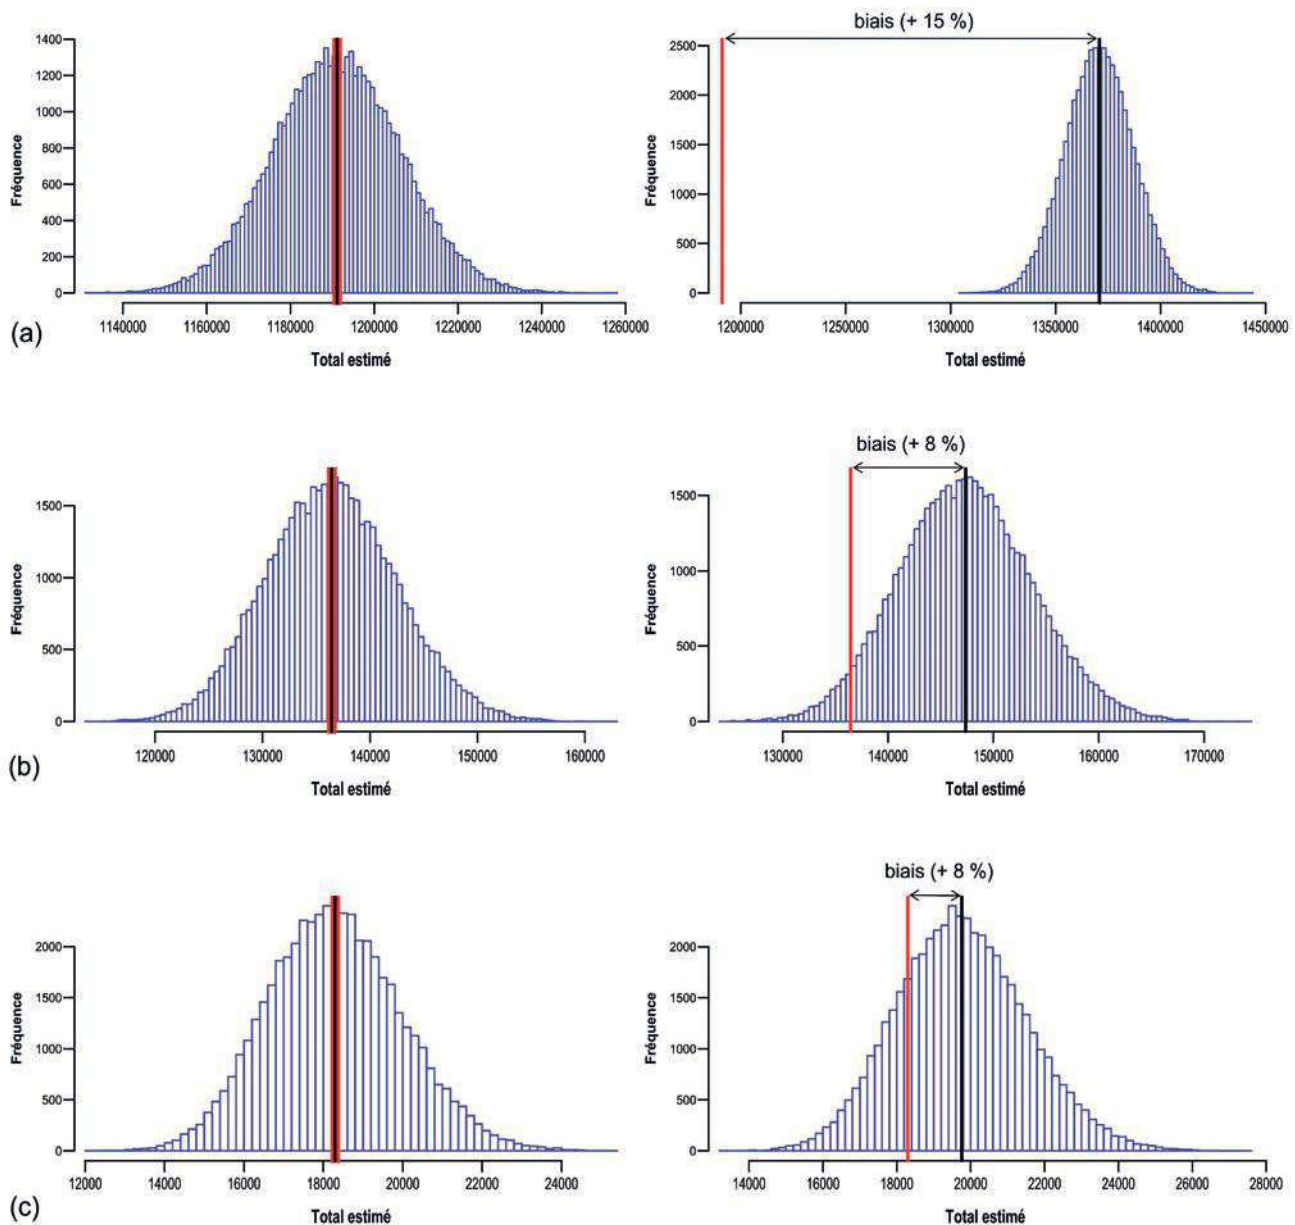 biais (+ 15 %)
1400
1200
1000
800
600
400
200
0
Fréquence
1140000 1160000 1180000 1200000 1220000 1240000 1260000
Total estimé
2500
2000
1500
1000
500
0
Fréquence
1200000 1250000 1300000 1350000 1400000 1450000
Total estimé
(a)
biais (+ 8 %)
1500
1000
500
0
Fréquence
120000 130000 140000 150000 160000
Total estimé
1500
1000
500
0
Fréquence
130000 140000 150000 160000 170000
Total estimé
(b)
biais (+ 8 %)
2000
1500
1000
500
0
Fréquence
12000 14000 16000 18000 20000 22000 24000
Total estimé
2000
1500
1000
500
0
Fréquence
14000 16000 18000 20000 22000 24000 26000 28000
Total estimé
(c)